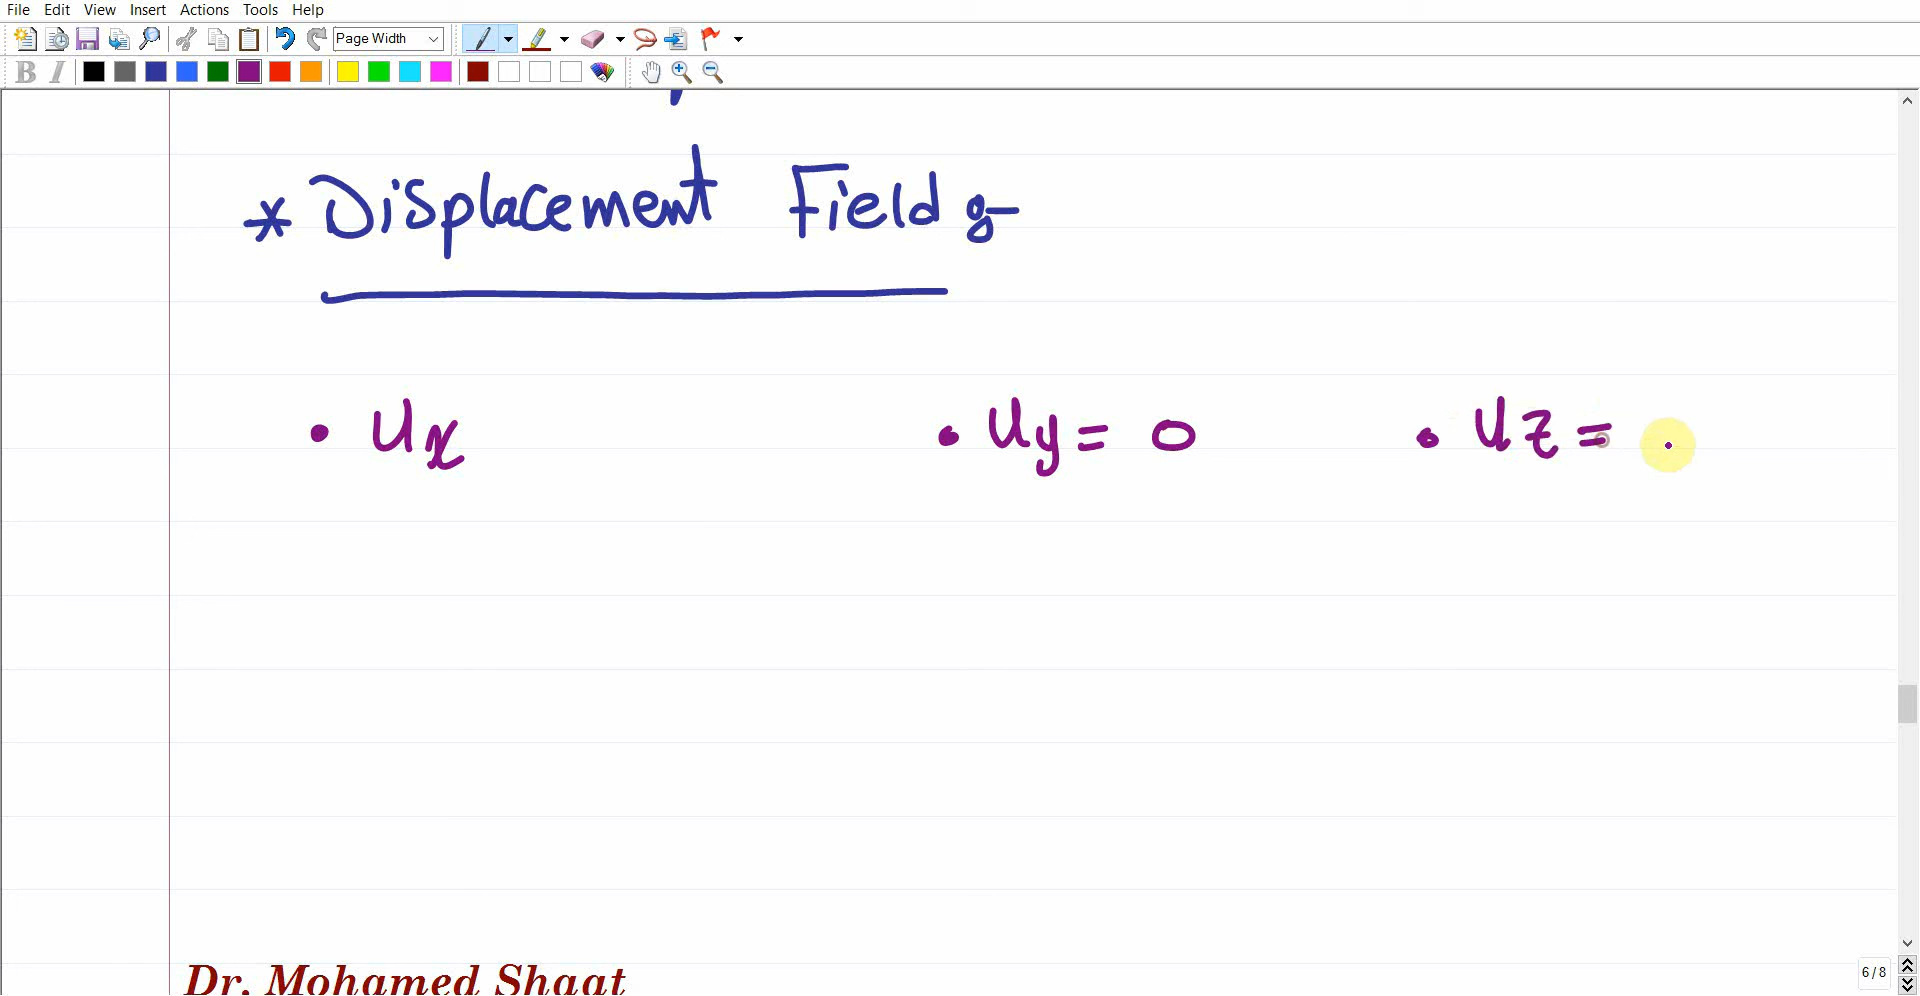 File Edit View Insert Actions Tools Help
Page Width
B I
* Displacement Field :-
• Ux • Uy = 0 • Uz =
Dr. Mohamed Shaat
6 / 8